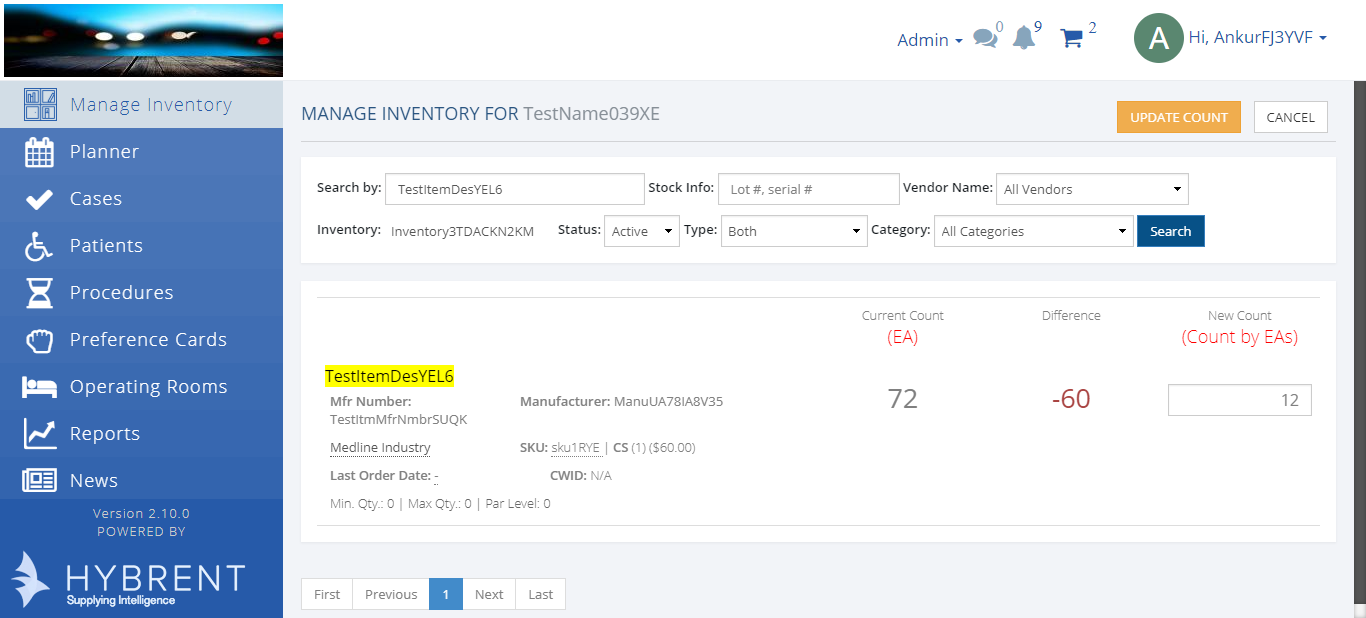 Admin
0
9
2
A
Hi, AnkurFJ3YVF
Manage Inventory
Planner
Cases
Patients
Procedures
Preference Cards
Operating Rooms
Reports
News
Version 2.10.0
POWERED BY
HYBRENT
Supplying Intelligence
MANAGE INVENTORY FOR TestName039XE
UPDATE COUNT
CANCEL
Search by: TestItemDesYEL6 Stock Info: Lot #, serial # Vendor Name: All Vendors
Inventory: Inventory3TDACKN2KM Status: Active Type: Both Category: All Categories Search
Current Count Difference New Count
(EA) (Count by EAs)
TestItemDesYEL6
72 -60 12
Mfr Number: Manufacturer: ManuUA78IA8V35
TestItmMfrNmbrSUQK
Medline Industry SKU: sku1RYE | CS (1) ($60.00)
Last Order Date: - CWID: N/A
Min. Qty.: 0 | Max Qty.: 0 | Par Level: 0
First Previous 1 Next Last